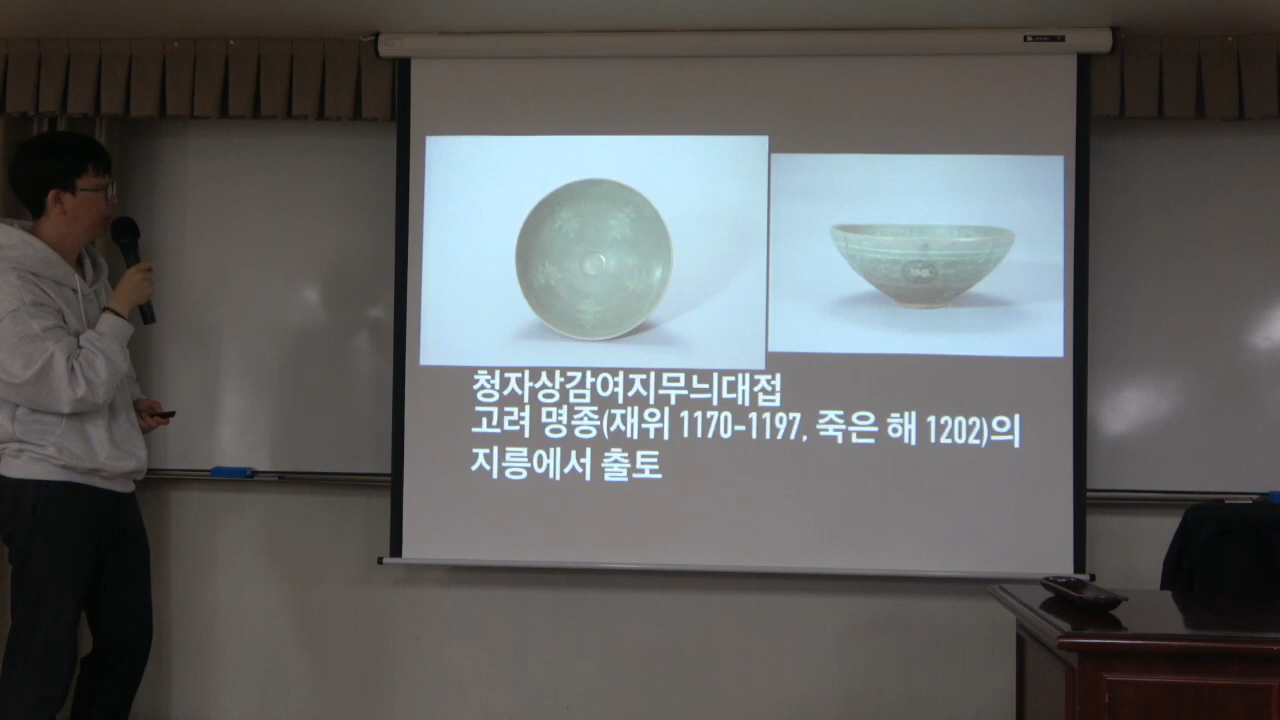 청자상감여지무늬대접
고려 명종(재위 1170-1197, 죽은 해 1202)의
지릉에서 출토